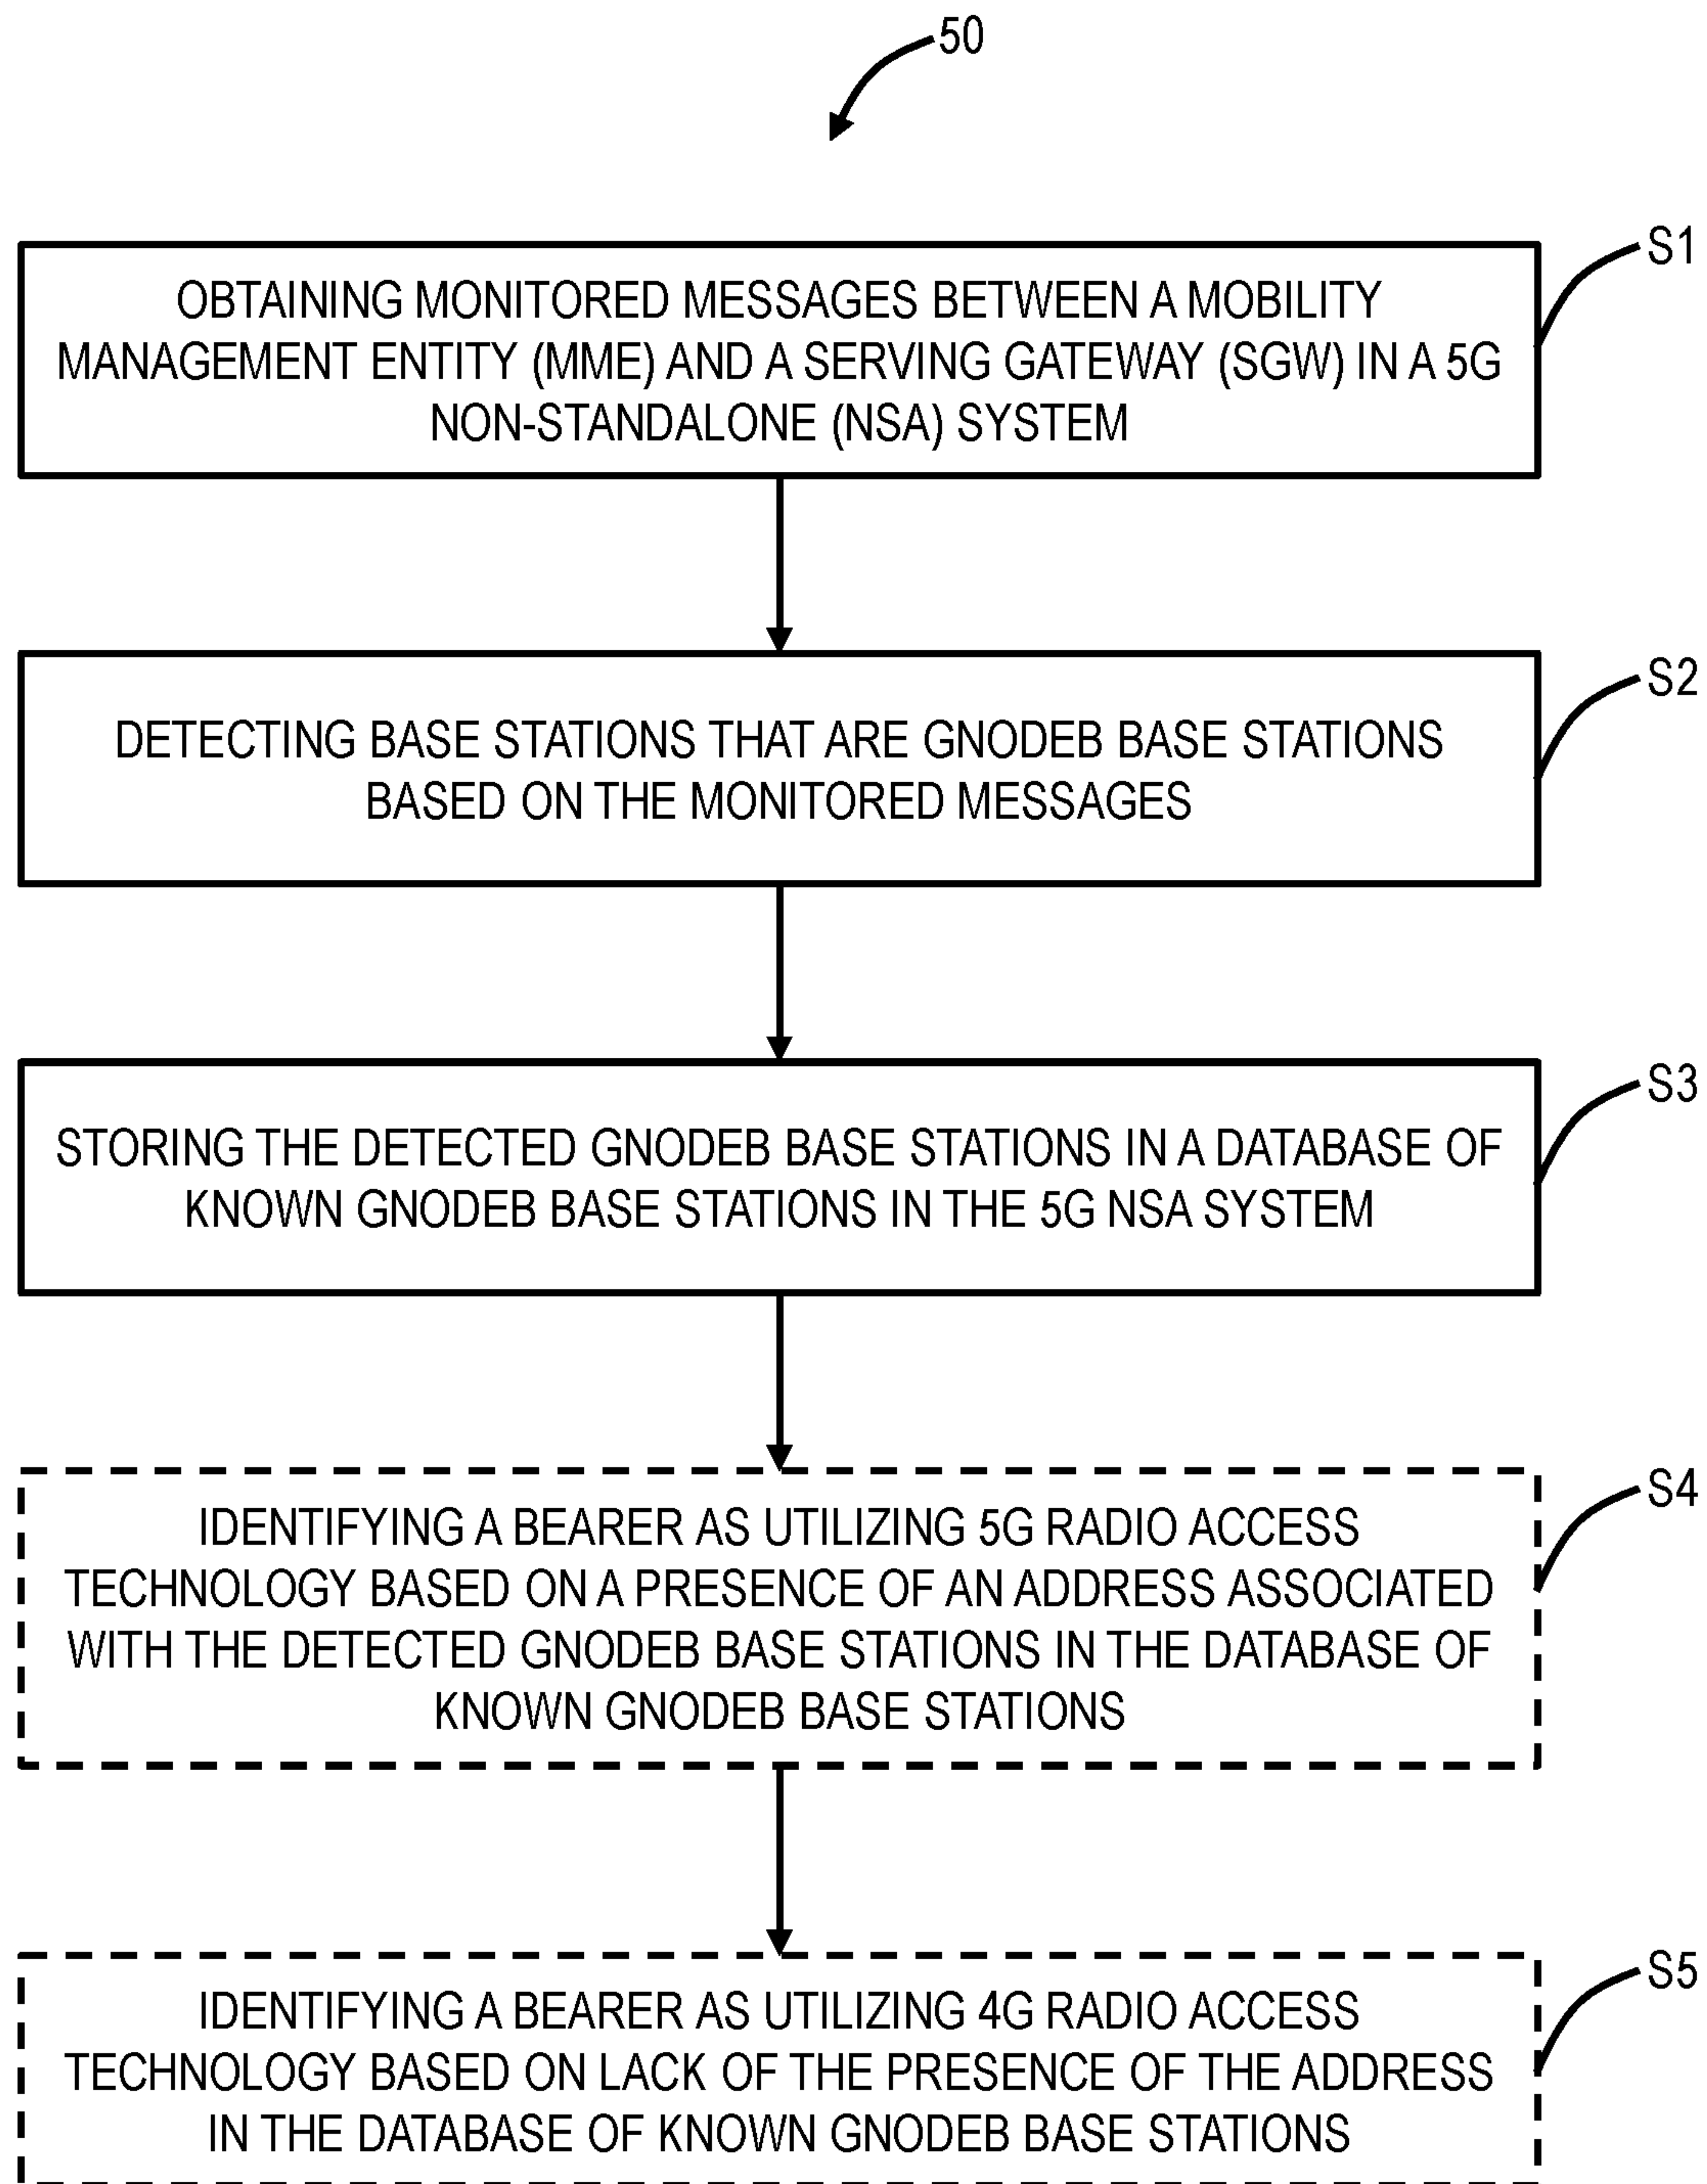 50
S1
OBTAINING MONITORED MESSAGES BETWEEN A MOBILITY
MANAGEMENT ENTITY (MME) AND A SERVING GATEWAY (SGW) IN A 5G
NON-STANDALONE (NSA) SYSTEM
S2
DETECTING BASE STATIONS THAT ARE GNODEB BASE STATIONS
BASED ON THE MONITORED MESSAGES
S3
STORING THE DETECTED GNODEB BASE STATIONS IN A DATABASE OF
KNOWN GNODEB BASE STATIONS IN THE 5G NSA SYSTEM
S4
IDENTIFYING A BEARER AS UTILIZING 5G RADIO ACCESS
TECHNOLOGY BASED ON A PRESENCE OF AN ADDRESS ASSOCIATED
WITH THE DETECTED GNODEB BASE STATIONS IN THE DATABASE OF
KNOWN GNODEB BASE STATIONS
S5
IDENTIFYING A BEARER AS UTILIZING 4G RADIO ACCESS
TECHNOLOGY BASED ON LACK OF THE PRESENCE OF THE ADDRESS
IN THE DATABASE OF KNOWN GNODEB BASE STATIONS